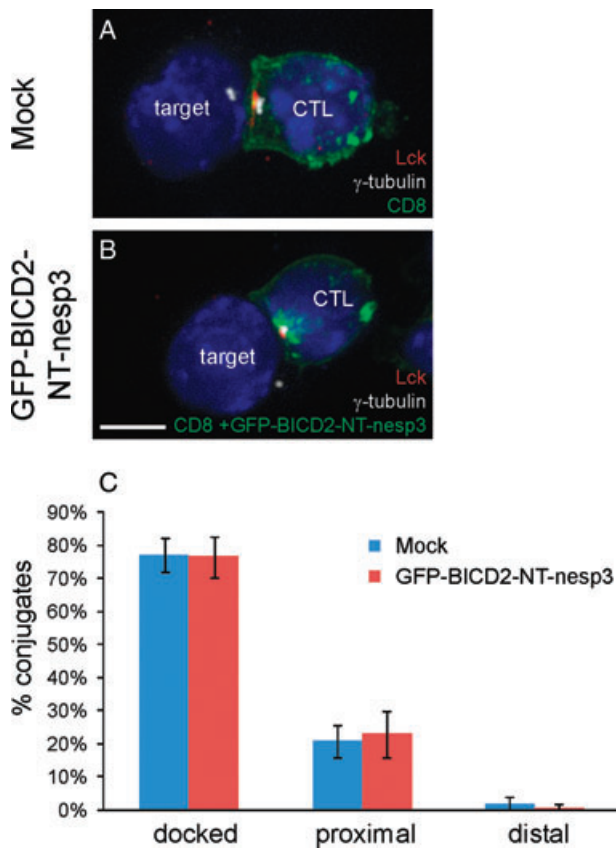 A
Mock
target
CTL
Lck
γ-tubulin
CD8
B
GFP-BICD2-
NT-nesp3
CTL
target
Lck
γ-tubulin
CD8 +GFP-BICD2-NT-nesp3
C
% conjugates
90%
80%
70%
60%
50%
40%
30%
20%
10%
0%
Mock
GFP-BICD2-NT-nesp3
docked
proximal
distal